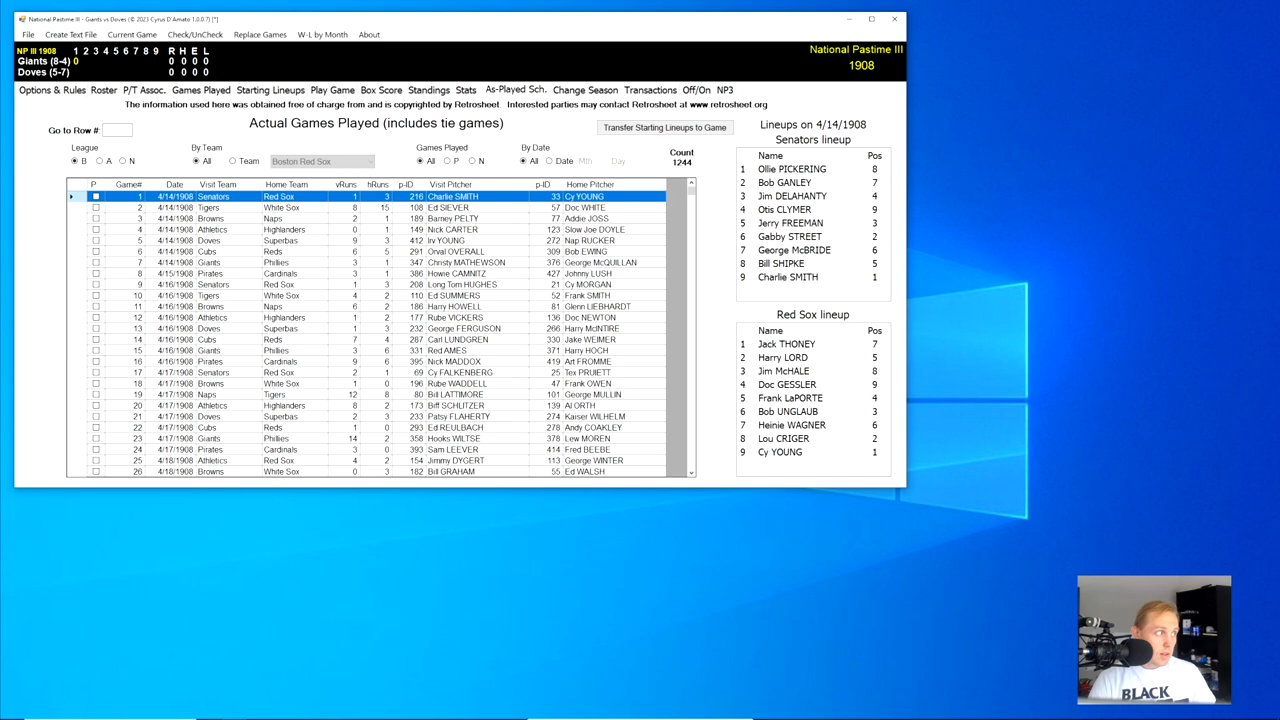 National Pastime III - Giants vs Doves (© 2023 Cyrus D'Amato 1.0.0.7) [*]
File Create Text File Current Game Check/UnCheck Replace Games W-L by Month About
NP III 1908 1 2 3 4 5 6 7 8 9 R H E L
Giants (8-4) 0 0 0 0 0
Doves (5-7) 0 0 0 0
National Pastime III
1908
Options & Rules Roster P/T Assoc. Games Played Starting Lineups Play Game Box Score Standings Stats As-Played Sch. Change Season Transactions Off/On NP3
The information used here was obtained free of charge from and is copyrighted by Retrosheet. Interested parties may contact Retrosheet at www.retrosheet.org
Go to Row #:
Actual Games Played (includes tie games)
Transfer Starting Lineups to Game
League By Team Games Played By Date Count
B A N All Team Boston Red Sox All P N All Date Mth Day 1244
P Game# Date Visit Team Home Team vRuns hRuns p-ID Visit Pitcher p-ID Home Pitcher
1 4/14/1908 Senators Red Sox 1 3 216 Charlie SMITH 33 Cy YOUNG
2 4/14/1908 Tigers White Sox 8 15 108 Ed SIEVER 57 Doc WHITE
3 4/14/1908 Browns Naps 2 1 189 Barney PELTY 77 Addie JOSS
4 4/14/1908 Athletics Highlanders 0 1 149 Nick CARTER 123 Slow Joe DOYLE
5 4/14/1908 Doves Superbas 9 3 412 Irv YOUNG 272 Nap RUCKER
6 4/14/1908 Cubs Reds 6 5 291 Orval OVERALL 309 Bob EWING
7 4/14/1908 Giants Phillies 3 1 347 Christy MATHEWSON 376 George McQUILLAN
8 4/15/1908 Pirates Cardinals 3 1 386 Howie CAMNITZ 427 Johnny LUSH
9 4/16/1908 Senators Red Sox 1 3 208 Long Tom HUGHES 21 Cy MORGAN
10 4/16/1908 Tigers White Sox 4 2 110 Ed SUMMERS 52 Frank SMITH
11 4/16/1908 Browns Naps 6 2 186 Harry HOWELL 81 Glenn LIEBHARDT
12 4/16/1908 Athletics Highlanders 1 2 177 Rube VICKERS 136 Doc NEWTON
13 4/16/1908 Doves Superbas 3 2 232 George FERGUSON 266 Harry McINTIRE
14 4/16/1908 Cubs Reds 7 4 287 Carl LUNDGREN 330 Jake WEIMER
15 4/16/1908 Giants Phillies 3 6 331 Red AMES 371 Harry HOCH
16 4/16/1908 Pirates Cardinals 9 6 395 Nick MADDOX 419 Art FROMME
17 4/17/1908 Senators Red Sox 2 1 69 Cy FALKENBERG 25 Tex PRUIETT
18 4/17/1908 Browns White Sox 1 0 196 Rube WADDELL 47 Frank OWEN
19 4/17/1908 Naps Tigers 12 8 80 Bill LATTIMORE 101 George MULLIN
20 4/17/1908 Athletics Highlanders 8 2 173 Biff SCHLITZER 139 Al ORTH
21 4/17/1908 Doves Superbas 2 3 233 Patsy FLAHERTY 274 Kaiser WILHELM
22 4/17/1908 Cubs Reds 1 0 293 Ed REULBACH 278 Andy COAKLEY
23 4/17/1908 Giants Phillies 14 2 358 Hooks WILTSE 378 Lew MOREN
24 4/17/1908 Pirates Cardinals 3 0 393 Sam LEEVER 414 Fred BEEBE
25 4/18/1908 Athletics Red Sox 4 2 154 Jimmy DYGERT 113 George WINTER
26 4/18/1908 Browns White Sox 0 3 182 Bill GRAHAM 55 Ed WALSH
Lineups on 4/14/1908
Senators lineup
Name Pos
1 Ollie PICKERING 8
2 Bob GANLEY 7
3 Jim DELAHANTY 4
4 Otis CLYMER 9
5 Jerry FREEMAN 3
6 Gabby STREET 2
7 George McBRIDE 6
8 Bill SHIPKE 5
9 Charlie SMITH 1
Red Sox lineup
Name Pos
1 Jack THONEY 7
2 Harry LORD 5
3 Jim McHALE 8
4 Doc GESSLER 9
5 Frank LaPORTE 4
6 Bob UNGLAUB 3
7 Heinie WAGNER 6
8 Lou CRIGER 2
9 Cy YOUNG 1
BLACK